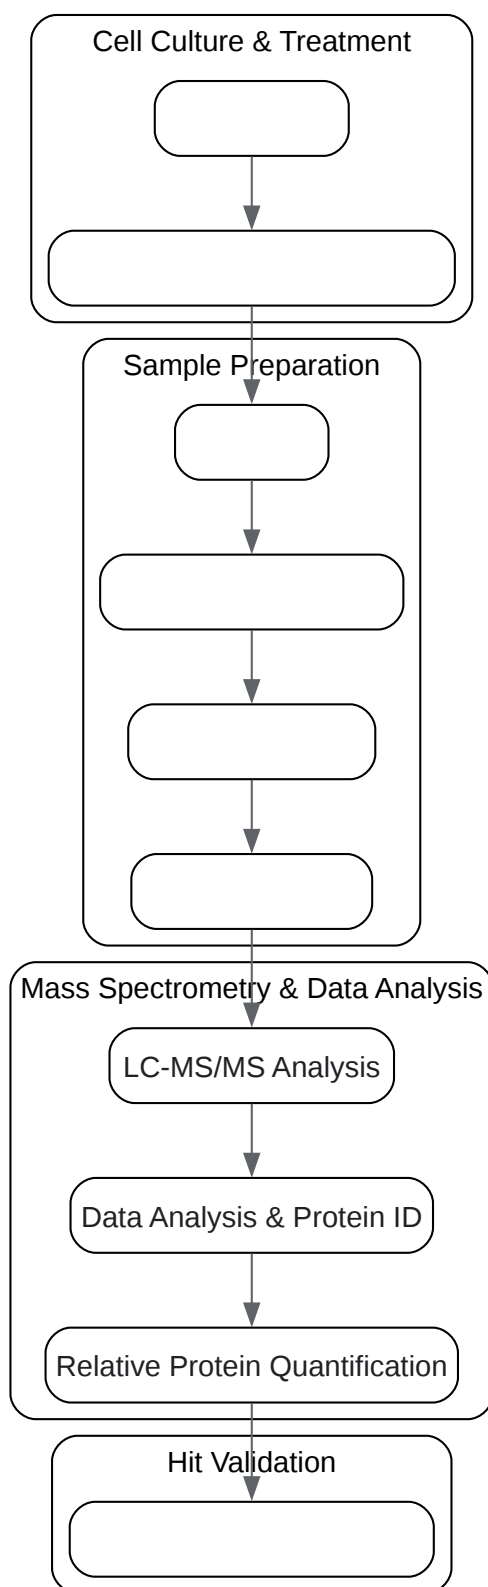 Cell Culture & Treatment
Sample Preparation
Mass Spectrometry & Data Analysis
LC-MS/MS Analysis
Data Analysis & Protein ID
Relative Protein Quantification
Hit Validation